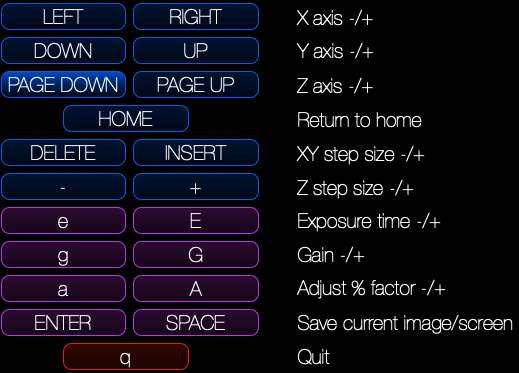 LEFT RIGHT X axis -/+
DOWN UP Y axis -/+
PAGE DOWN PAGE UP Z axis -/+
HOME Return to home
DELETE INSERT XY step size -/+
- + Z step size -/+
e E Exposure time -/+
g G Gain -/+
a A Adjust % factor -/+
ENTER SPACE Save current image/screen
q Quit